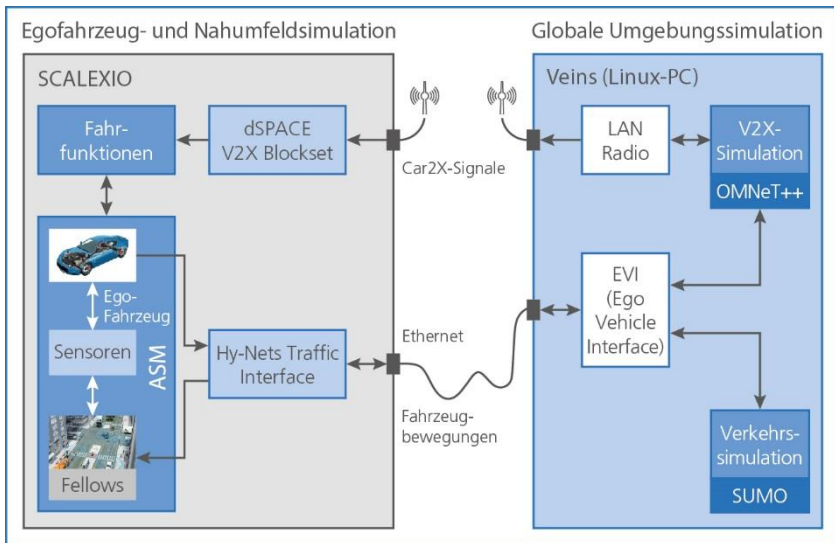 Egofahrzeug- und Nahumfeldsimulation
SCALEXIO
Fahr-
funktionen
dSPACE
V2X Blockset
Car2X-Signale
Ego-
Fahrzeug
Sensoren
ASM
Fellows
Hy-Nets Traffic
Interface
Ethernet
Fahrzeug-
bewegungen
Globale Umgebungssimulation
Veins (Linux-PC)
LAN
Radio
V2X-
Simulation
OMNeT++
EVI
(Ego
Vehicle
Interface)
Verkehrs-
simulation
SUMO